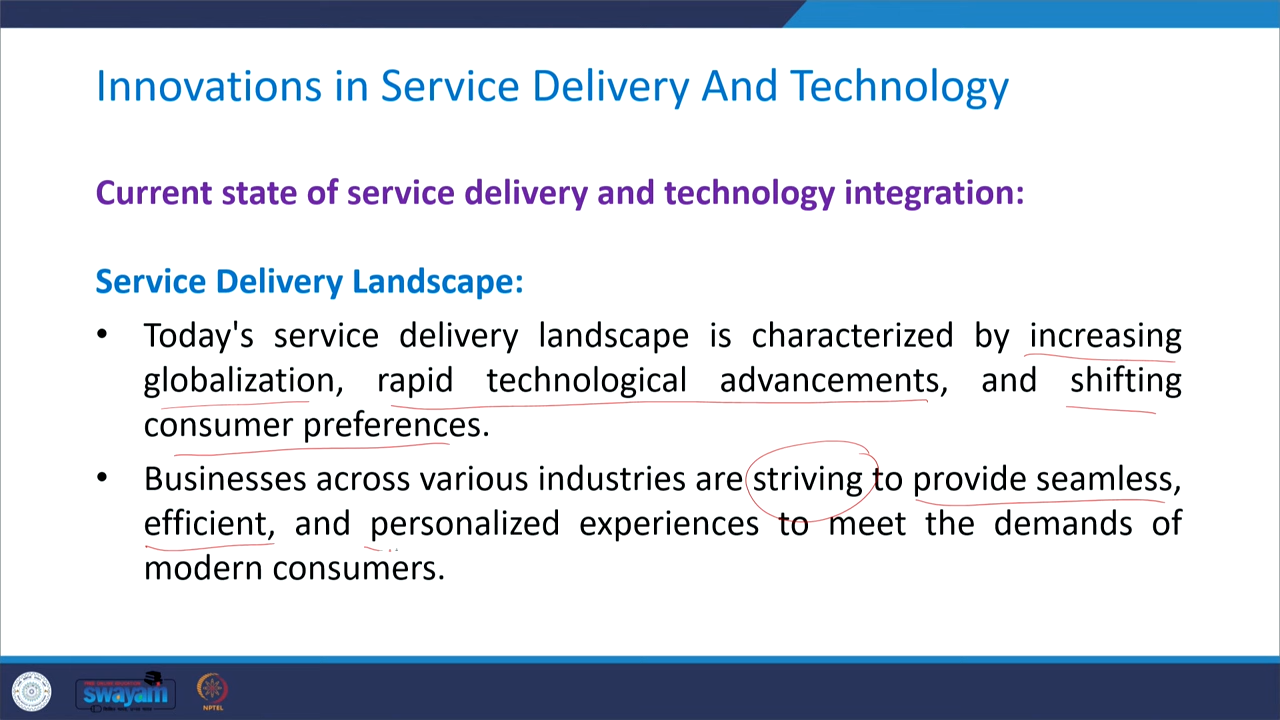 Innovations in Service Delivery And Technology
Current state of service delivery and technology integration:
Service Delivery Landscape:
• Today's service delivery landscape is characterized by increasing
globalization, rapid technological advancements, and shifting
consumer preferences.
• Businesses across various industries are striving to provide seamless,
efficient, and personalized experiences to meet the demands of
modern consumers.
swayam
NPTEL